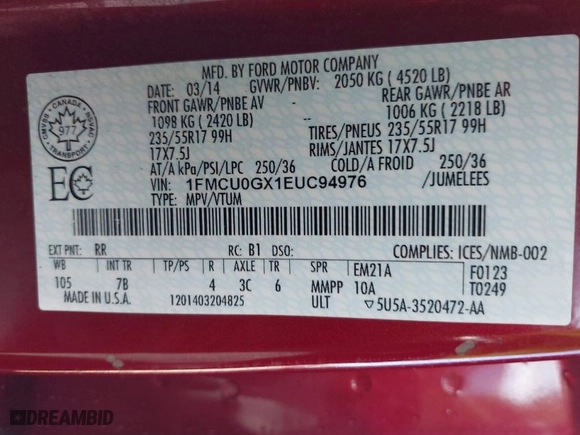 MFD. BY FORD MOTOR COMPANY
DATE: 03/14 GVWR/PNBV: 2050 KG ( 4520 LB)
FRONT GAWR/PNBE AV REAR GAWR/PNBE AR
1098 KG ( 2420 LB) 1006 KG ( 2218 LB)
235/55R17 99H TIRES/PNEUS 235/55R17 99H
17X7.5J RIMS/JANTES 17X7.5J
AT/A kPa/PSI/LPC 250/36 COLD/A FROID 250/36
VIN: 1FMCU0GX1EUC94976 /JUMELEES
TYPE: MPV/VTUM
CANADA
977
TRANSPORT
EC
EXT PNT: RR RC: B1 DSO: COMPLIES: ICES/NMB-002
WB INT TR TP/PS R AXLE TR SPR EM21A F0123
105 7B 4 3C 6 MMPP 10A T0249
MADE IN U.S.A. 1201403204825 ULT 5U5A-3520472-AA
DREAMBID